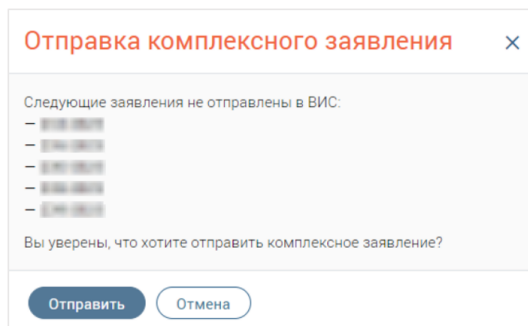 Отправка комплексного заявления
Следующие заявления не отправлены в ВИС:
–
–
–
–
–
Вы уверены, что хотите отправить комплексное заявление?
Отправить
Отмена